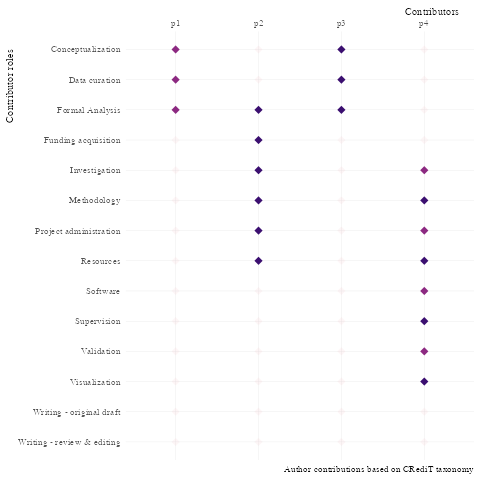 Contributors
p1 p2 p3 p4
Contributor roles
Conceptualization
Data curation
Formal Analysis
Funding acquisition
Investigation
Methodology
Project administration
Resources
Software
Supervision
Validation
Visualization
Writing - original draft
Writing - review & editing
Author contributions based on CRediT taxonomy